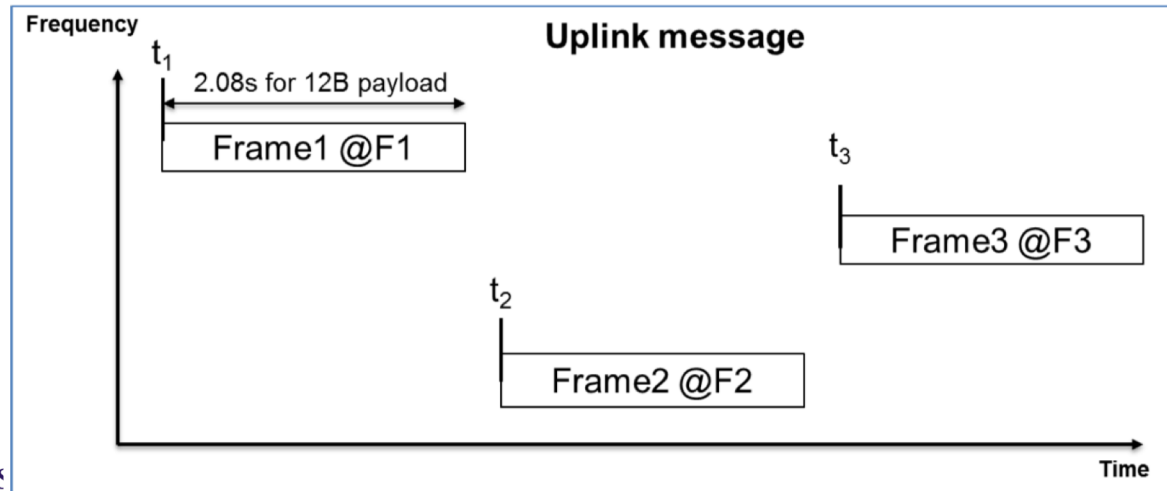 Frequency
Uplink message
t₁
2.08s for 12B payload
Frame1 @F1
t₃
Frame3 @F3
t₂
Frame2 @F2
Time